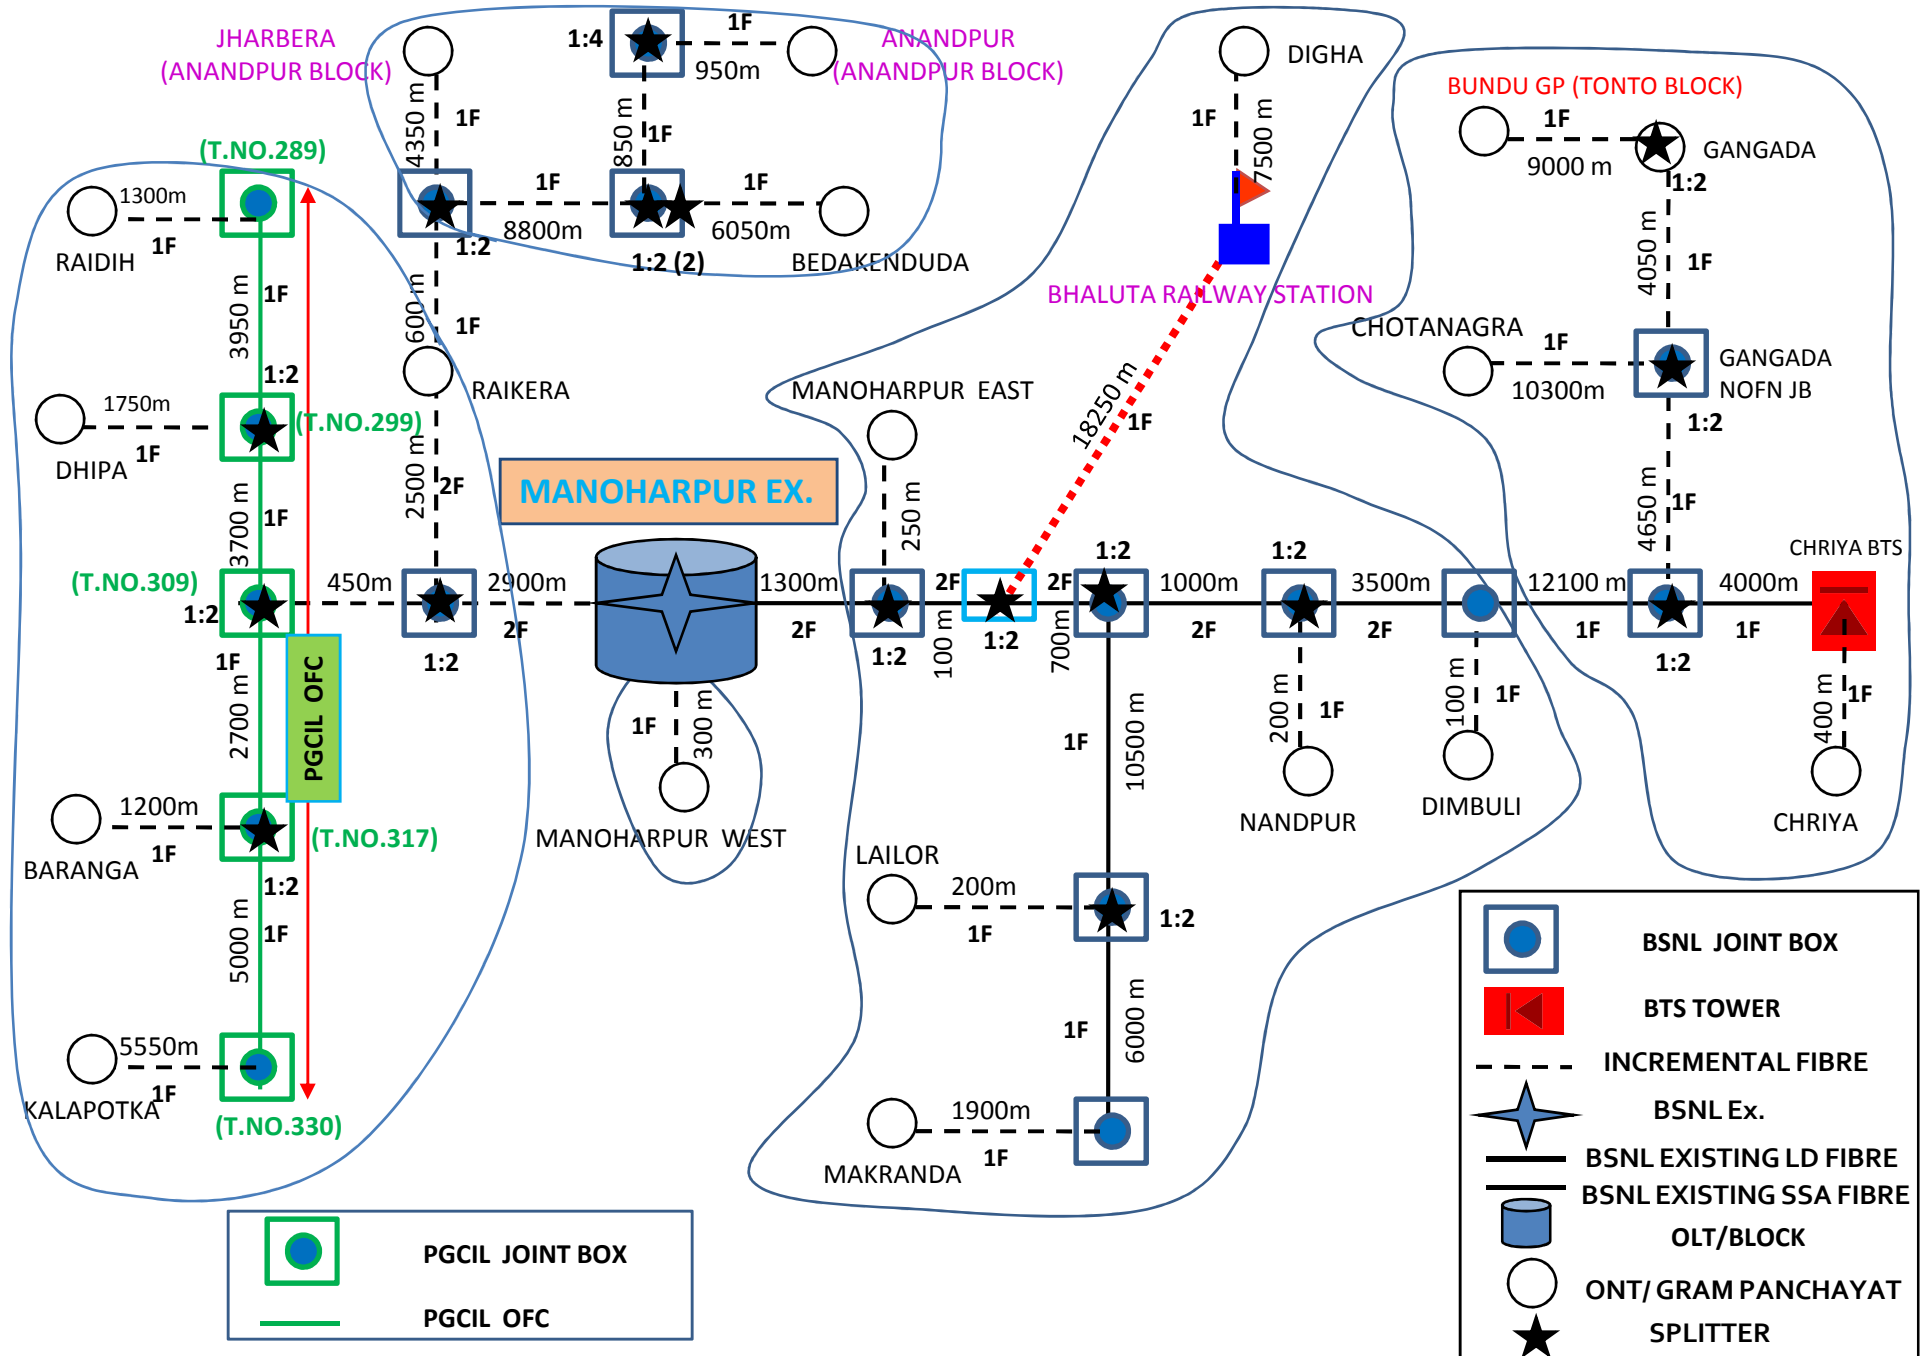 JHARBERA
(ANANDPUR BLOCK)
1:4
1F
950m
ANANDPUR
(ANANDPUR BLOCK)
DIGHA
BUNDU GP (TONTO BLOCK)
1F
9000 m
GANGADA
1:2
4350 m
1F
850 m
1F
1F
7500 m
(T.NO.289)
1300m
1F
RAIDIH
1F
8800m
1:2
1F
6050m
1:2 (2)
BEDAKENDUDA
4050 m
1F
BHALUTA RAILWAY STATION
3950 m
1F
600 m
1F
CHOTANAGRA
1F
10300m
GANGADA
NOFN JB
1:2
1:2
1750m
1F
DHIPA
(T.NO.299)
RAIKERA
MANOHARPUR EAST
18250 m
1F
3700 m
1F
2500 m
2F
MANOHARPUR EX.
250 m
4650 m
1F
(T.NO.309)
1:2
450m
2900m
2F
1:2
1300m
2F
1:2
2F
100 m
1:2
2F
700m
1:2
1000m
2F
1:2
3500m
2F
12100 m
1F
1:2
4000m
1F
CHRIYA BTS
1F
2700 m
PGCIL  OFC
1F
300 m
MANOHARPUR  WEST
1F
10500 m
200 m
1F
NANDPUR
100 m
1F
DIMBULI
400 m
1F
CHRIYA
1200m
1F
BARANGA
(T.NO.317)
1:2
5000 m
1F
LAILOR
200m
1F
1:2
1F
6000 m
5550m
1F
KALAPOTKA
(T.NO.330)
1900m
1F
MAKRANDA
PGCIL  JOINT BOX
PGCIL  OFC
BSNL  JOINT BOX
BTS TOWER
INCREMENTAL FIBRE
BSNL Ex.
BSNL EXISTING LD FIBRE
BSNL EXISTING SSA FIBRE
OLT/BLOCK
ONT/ GRAM PANCHAYAT
SPLITTER